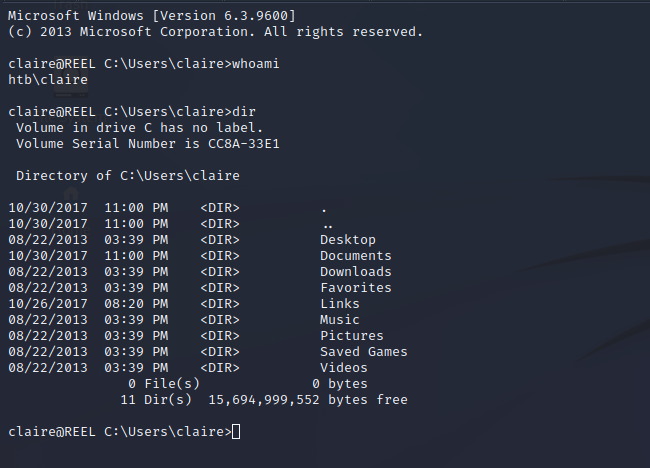 Microsoft Windows [Version 6.3.9600]
(c) 2013 Microsoft Corporation. All rights reserved.

claire@REEL C:\Users\claire>whoami
htb\claire

claire@REEL C:\Users\claire>dir
 Volume in drive C has no label.
 Volume Serial Number is CC8A-33E1

 Directory of C:\Users\claire

10/30/2017  11:00 PM    <DIR>          .
10/30/2017  11:00 PM    <DIR>          ..
08/22/2013  03:39 PM    <DIR>          Desktop
10/30/2017  11:00 PM    <DIR>          Documents
08/22/2013  03:39 PM    <DIR>          Downloads
08/22/2013  03:39 PM    <DIR>          Favorites
10/26/2017  08:20 PM    <DIR>          Links
08/22/2013  03:39 PM    <DIR>          Music
08/22/2013  03:39 PM    <DIR>          Pictures
08/22/2013  03:39 PM    <DIR>          Saved Games
08/22/2013  03:39 PM    <DIR>          Videos
               0 File(s)              0 bytes
              11 Dir(s)  15,694,999,552 bytes free

claire@REEL C:\Users\claire>